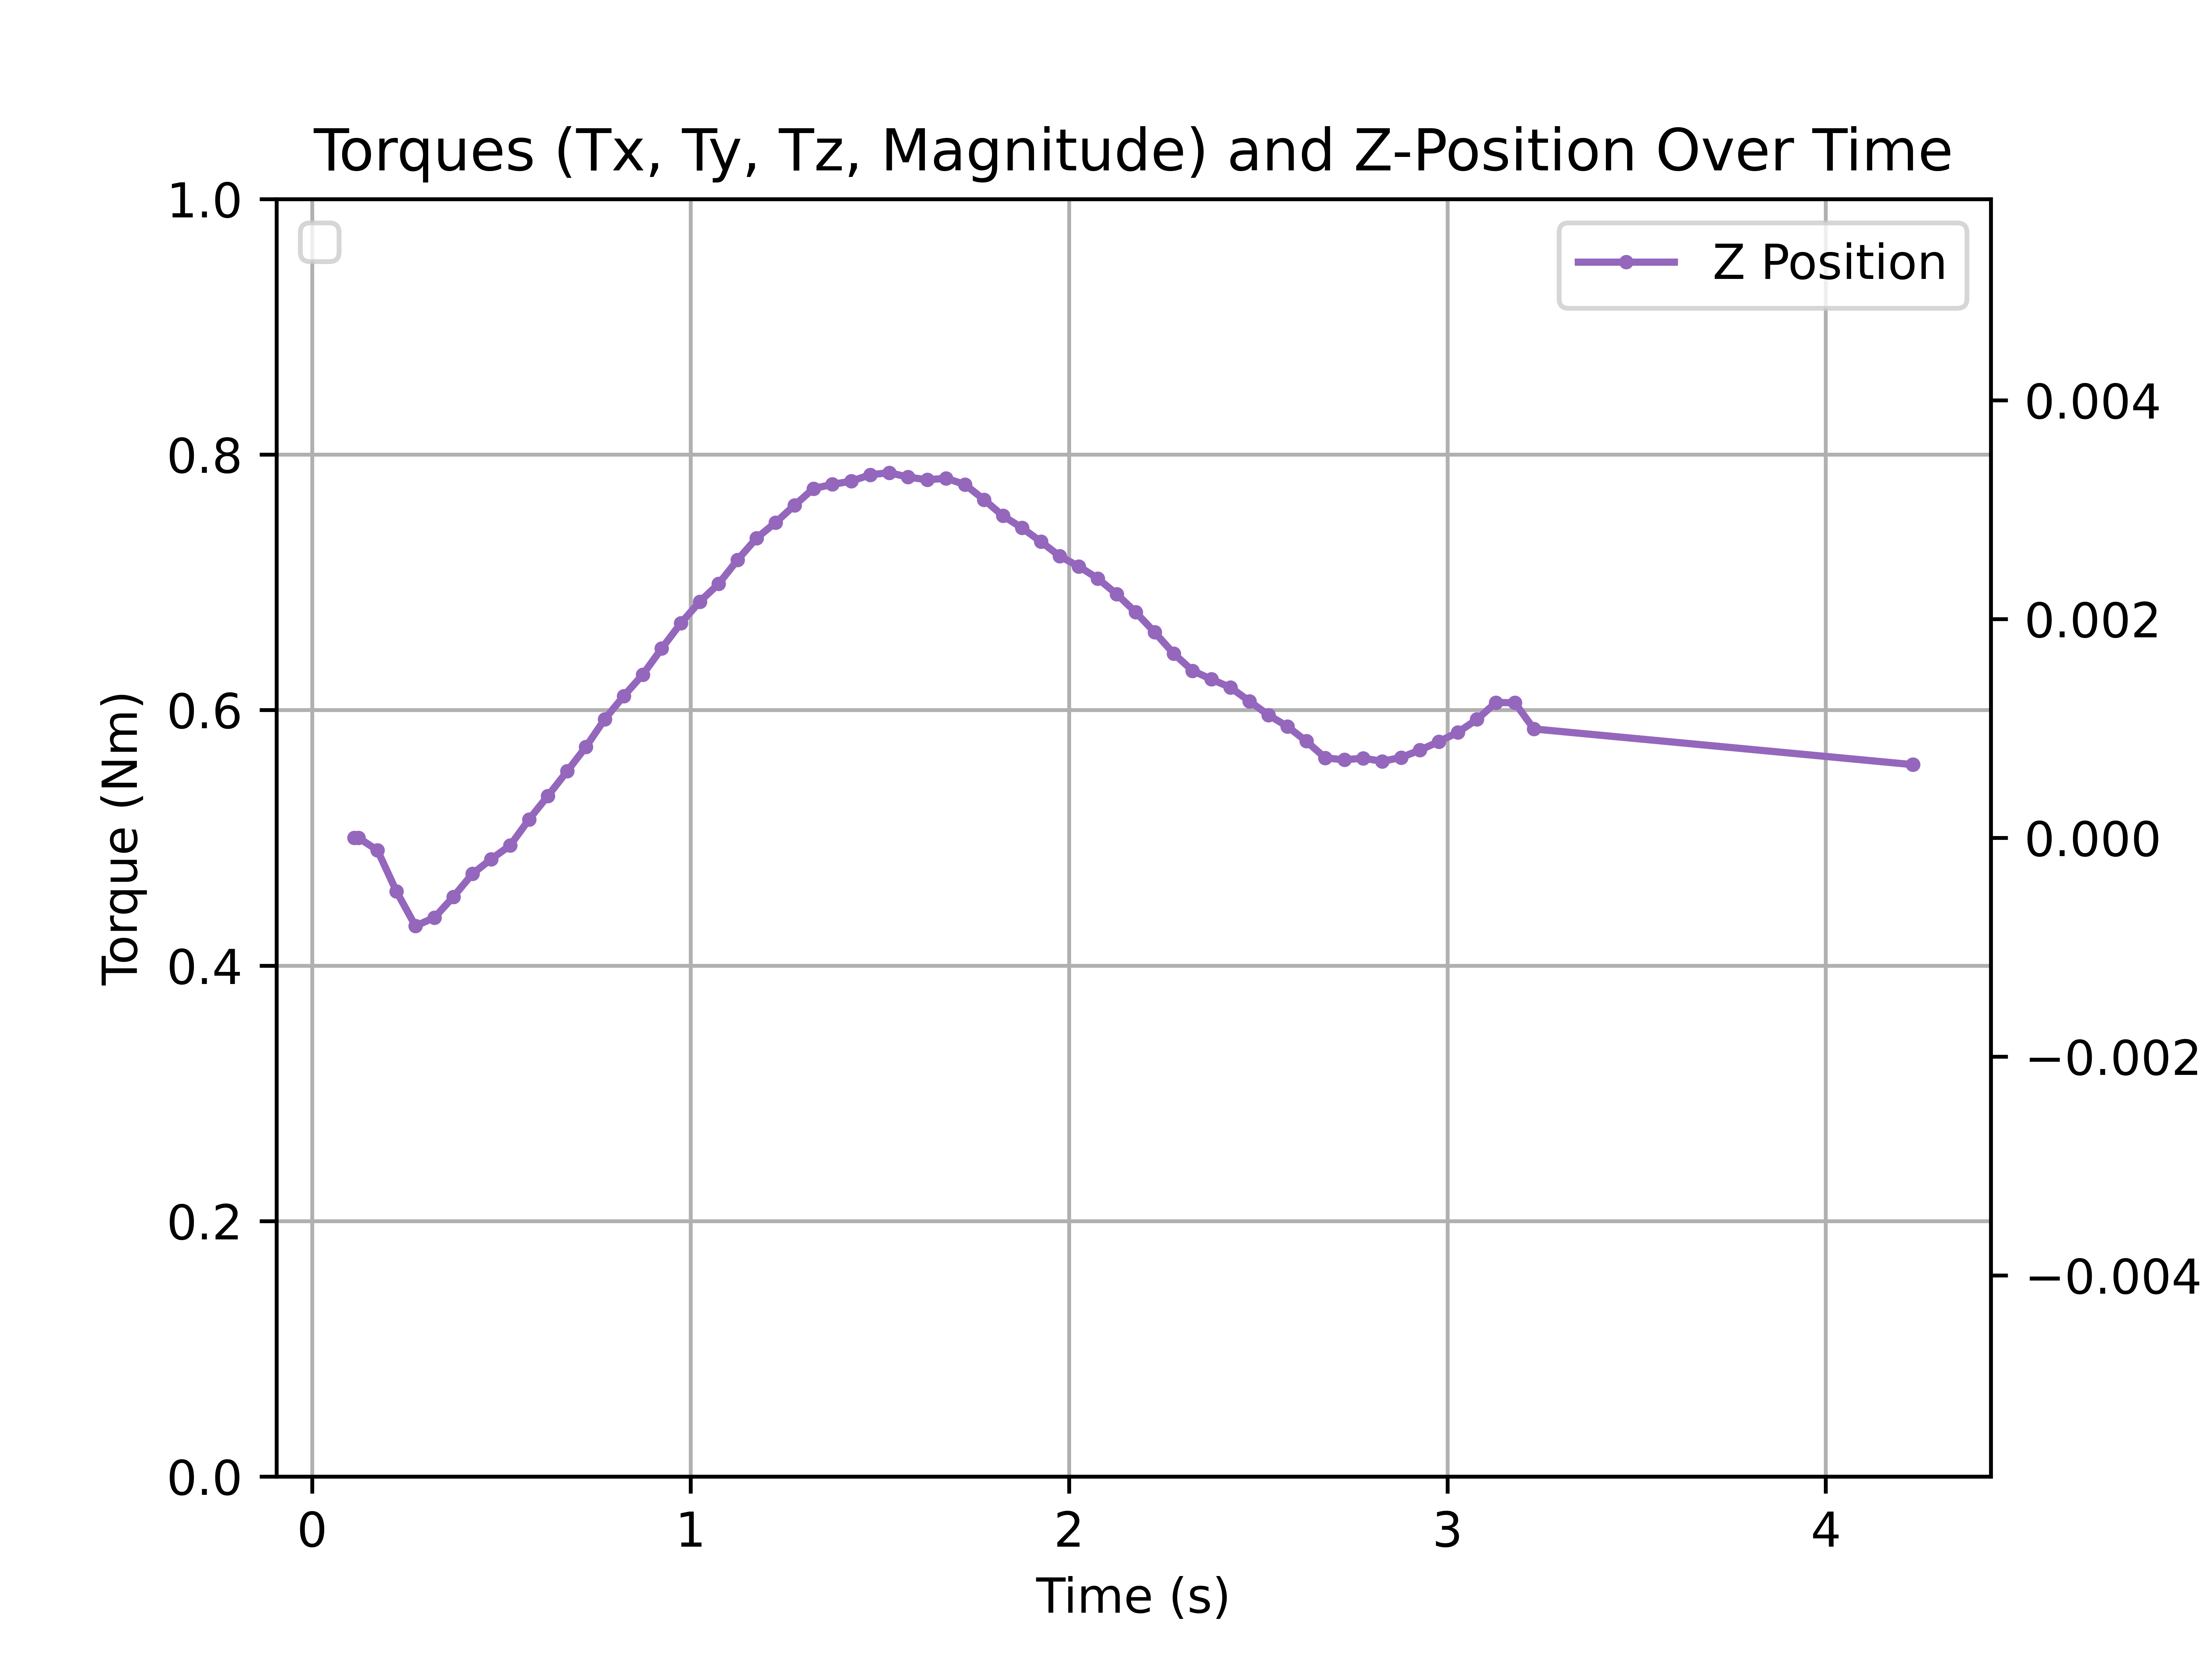 Torques (Tx, Ty, Tz, Magnitude) and Z-Position Over Time
1.0
0.8
0.6
0.4
0.2
0.0
Torque (Nm)
Z Position
0.004
0.002
0.000
−0.002
−0.004
0 1 2 3 4
Time (s)